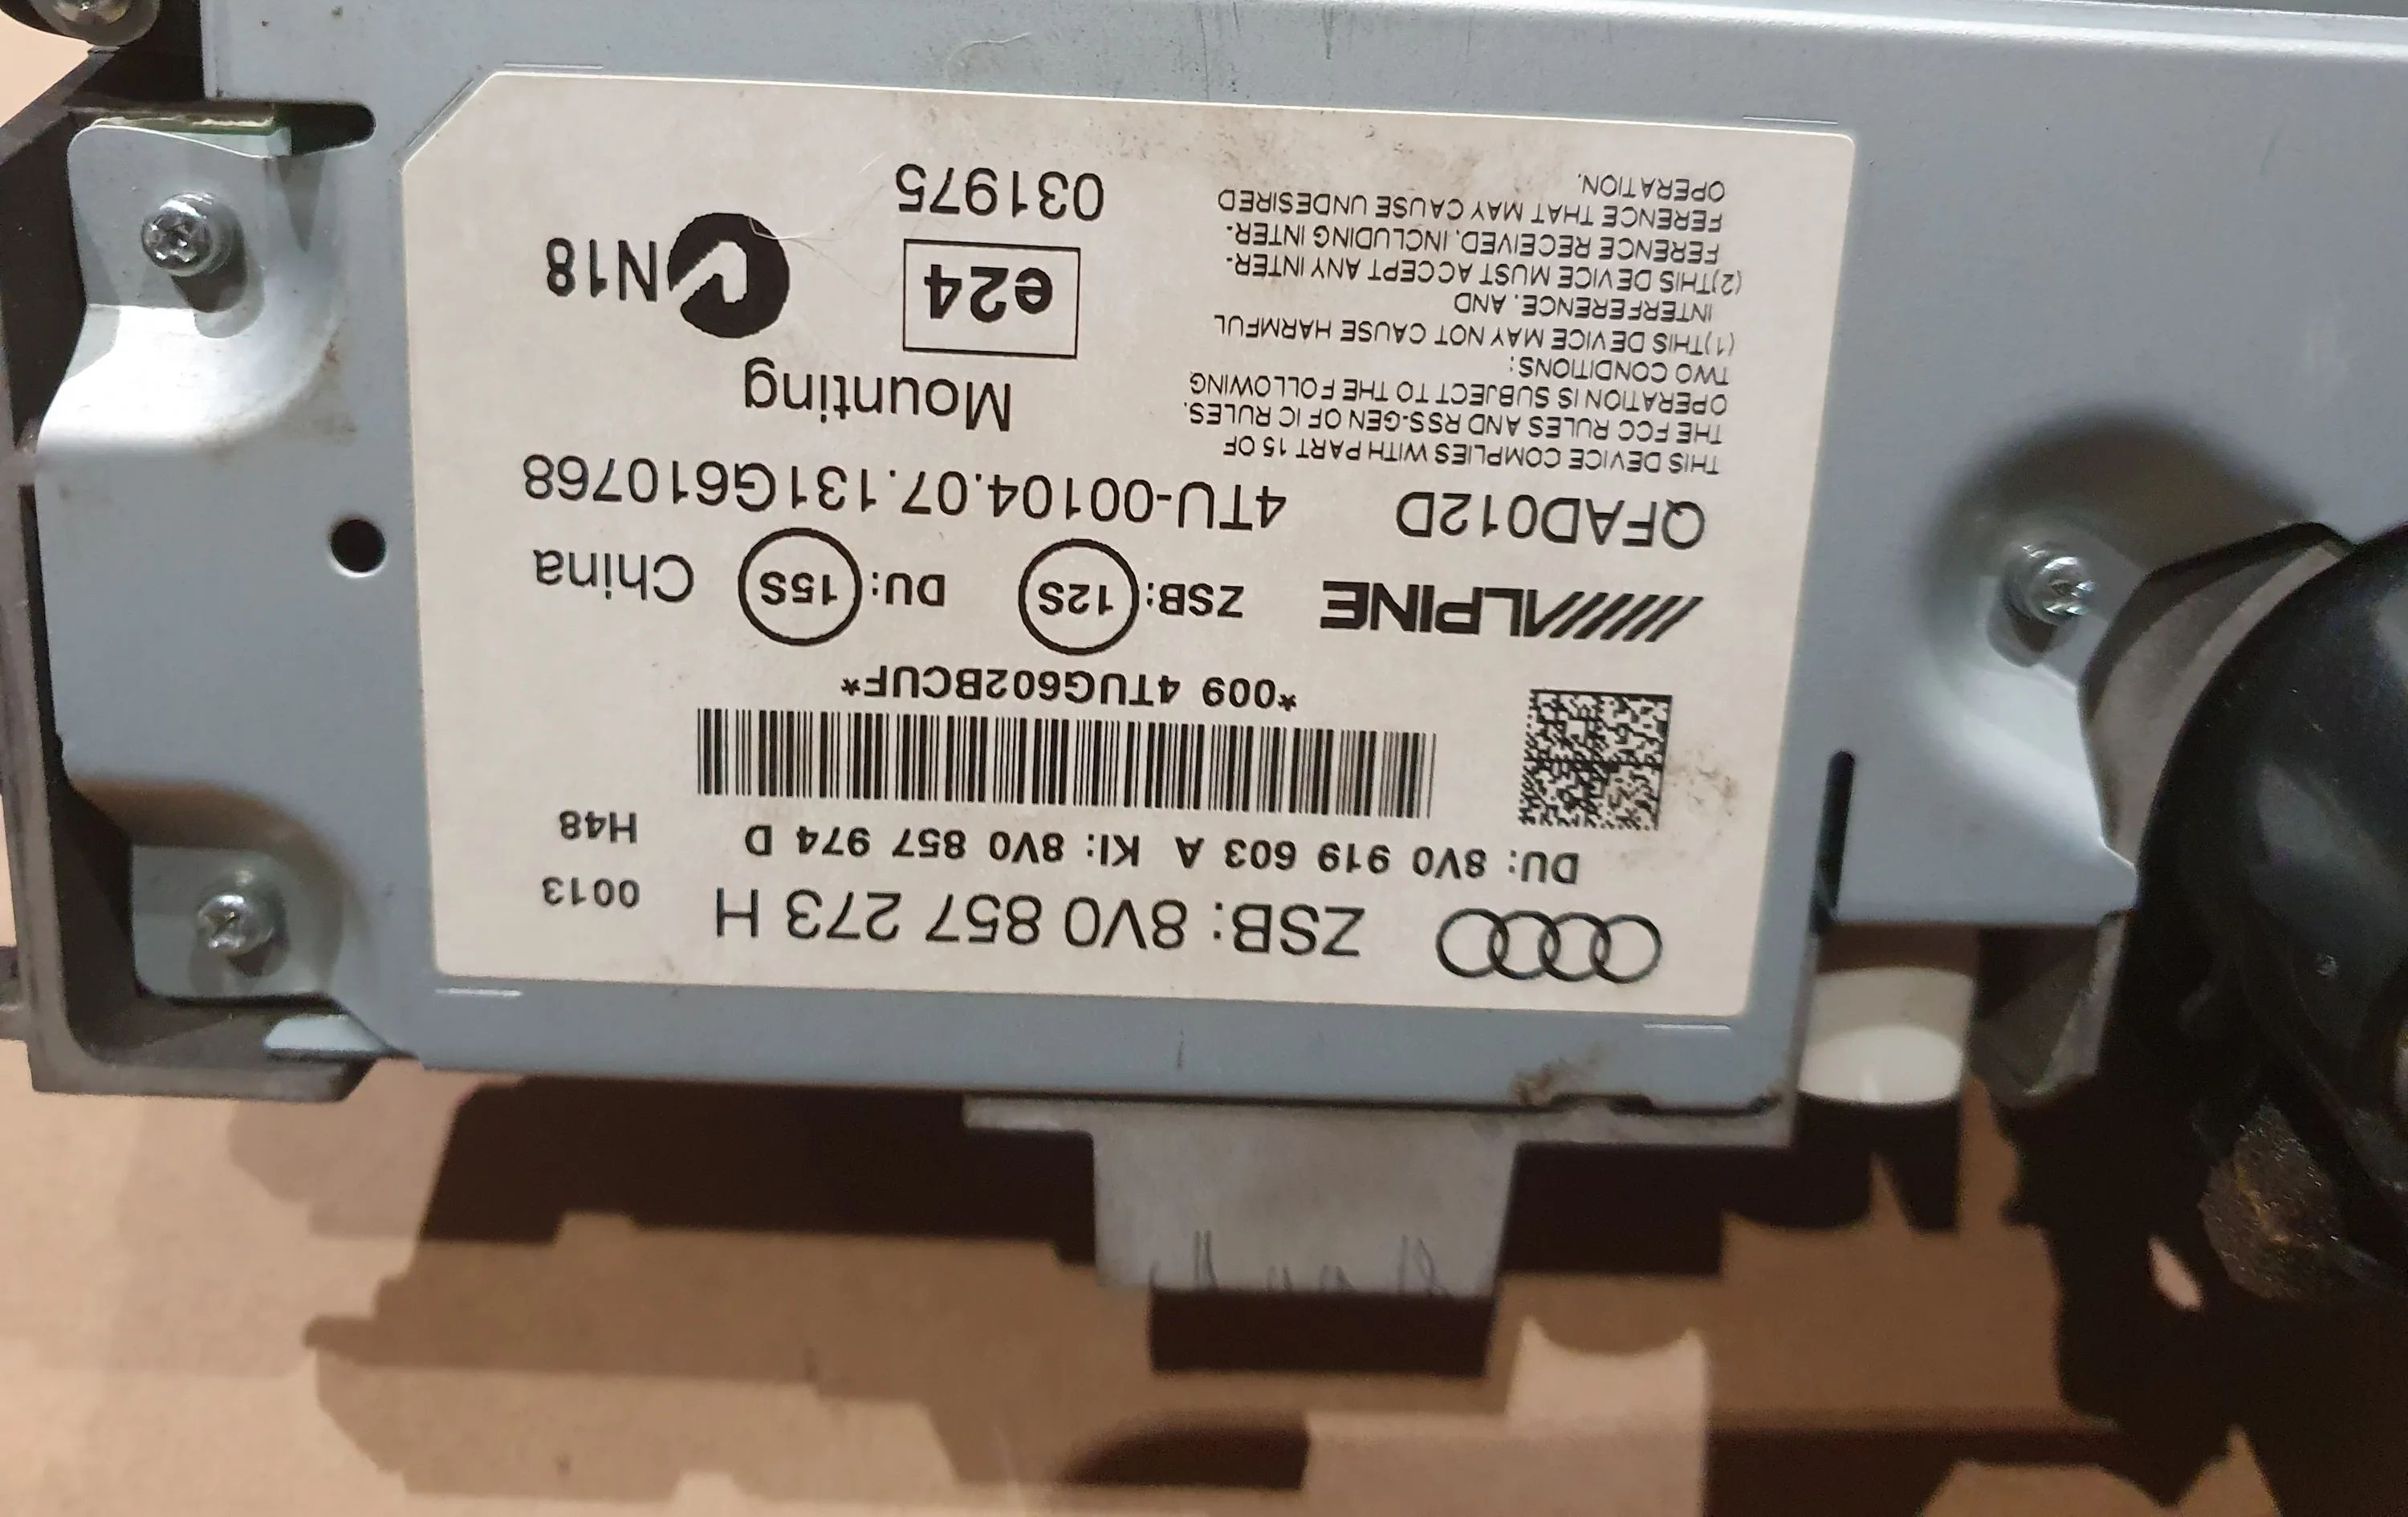 ZSB: 8V0 857 273 H 0013
DU: 8V0 919 603 A KI: 8V0 857 974 D H48
*009 4TUG602BCUF*
ALPINE ZSB: 12S DU: 15S China
QFAD012D 4TU-00104.07.131G610768
THIS DEVICE COMPLIES WITH PART 15 OF
THE FCC RULES AND RSS-GEN OF IC RULES.
OPERATION IS SUBJECT TO THE FOLLOWING
TWO CONDITIONS:
(1)THIS DEVICE MAY NOT CAUSE HARMFUL
INTERFERENCE, AND
(2)THIS DEVICE MUST ACCEPT ANY INTER-
FERENCE RECEIVED, INCLUDING INTER-
FERENCE THAT MAY CAUSE UNDESIRED
OPERATION.
Mounting
e24
N18
031975